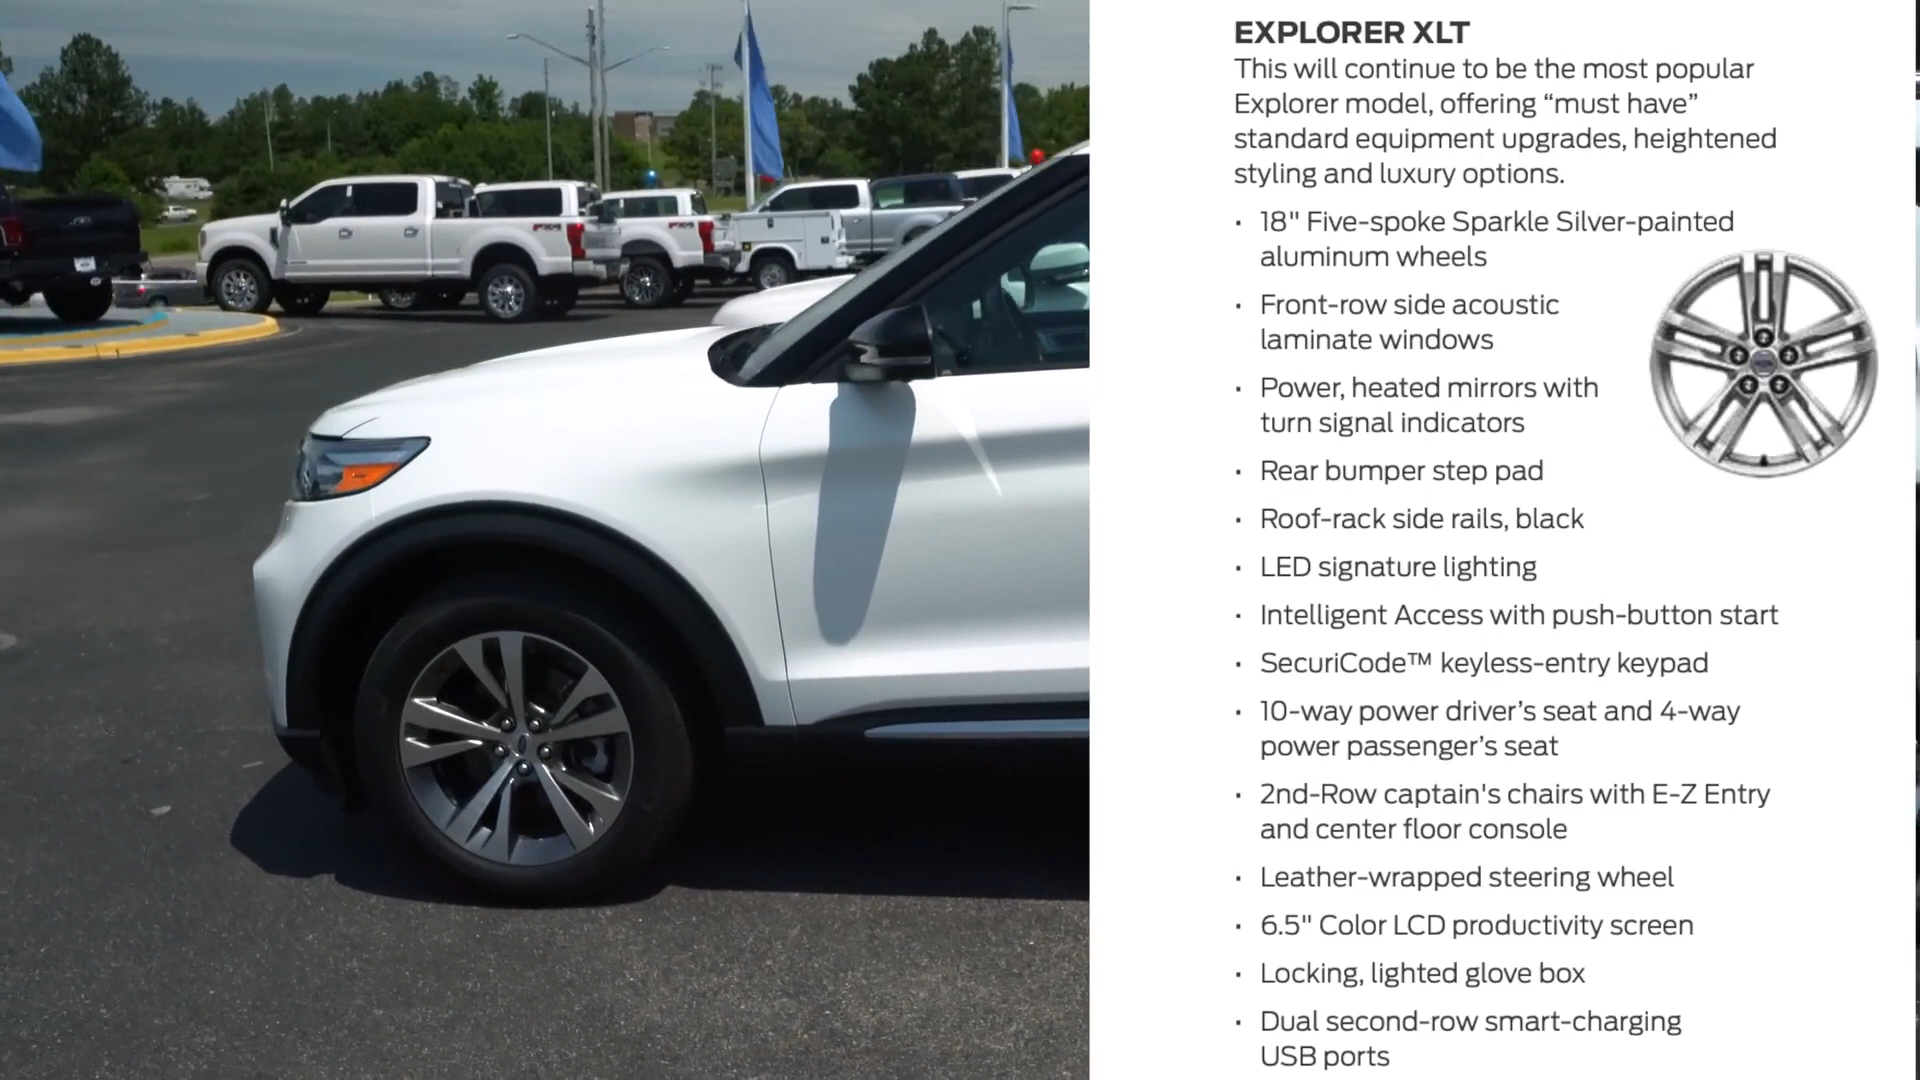 EXPLORER XLT
This will continue to be the most popular
Explorer model, offering “must have”
standard equipment upgrades, heightened
styling and luxury options.
· 18" Five-spoke Sparkle Silver-painted
aluminum wheels
· Front-row side acoustic
laminate windows
· Power, heated mirrors with
turn signal indicators
· Rear bumper step pad
· Roof-rack side rails, black
· LED signature lighting
· Intelligent Access with push-button start
· SecuriCode™ keyless-entry keypad
· 10-way power driver’s seat and 4-way
power passenger’s seat
· 2nd-Row captain's chairs with E-Z Entry
and center floor console
· Leather-wrapped steering wheel
· 6.5" Color LCD productivity screen
· Locking, lighted glove box
· Dual second-row smart-charging
USB ports